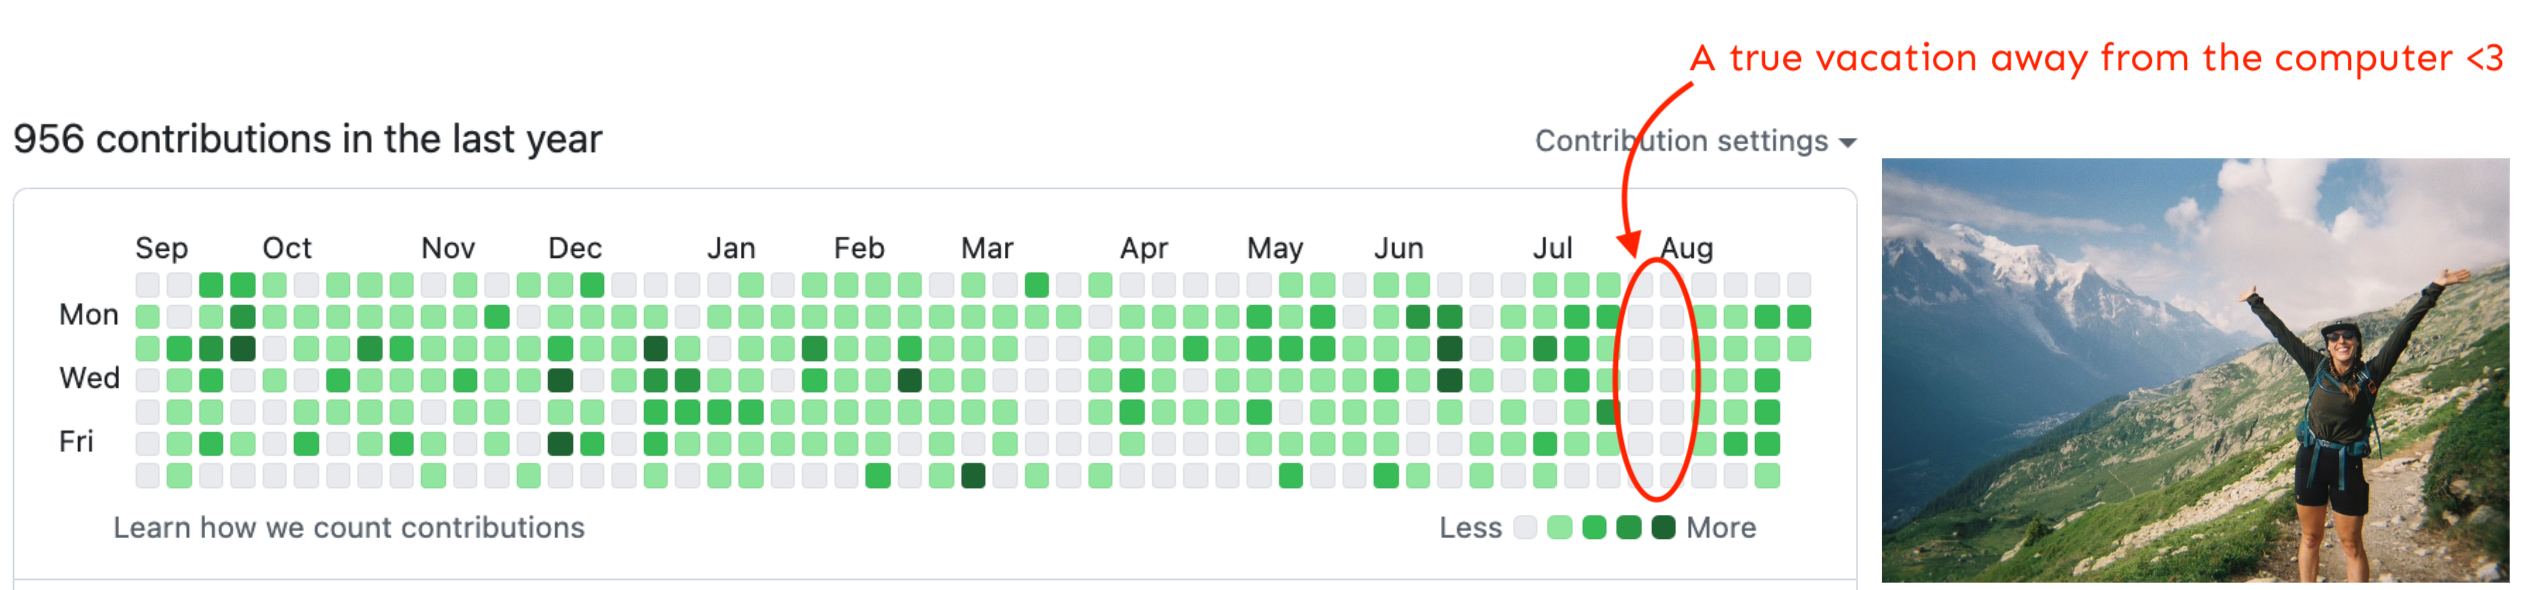 A true vacation away from the computer <3
956 contributions in the last year
Contribution settings
Sep Oct Nov Dec Jan Feb Mar Apr May Jun Jul Aug
Mon
Wed
Fri
Learn how we count contributions
Less More